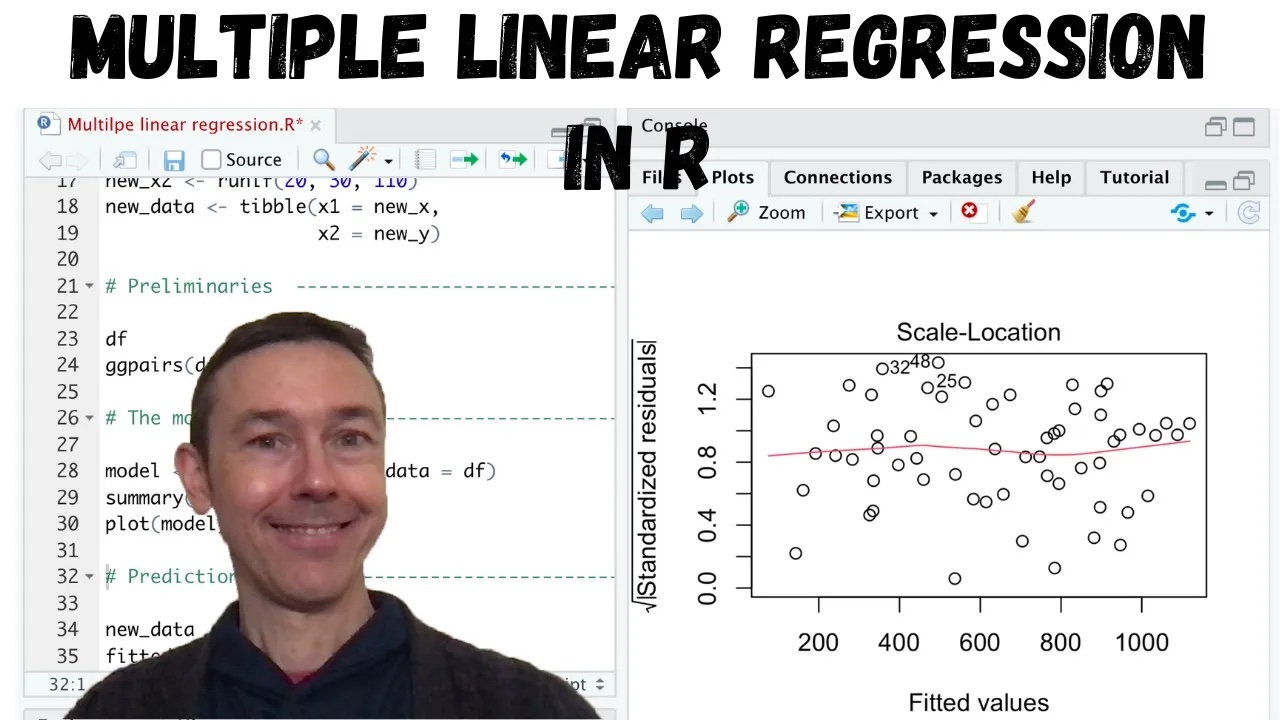 MULTIPLE LINEAR REGRESSION
IN R
Multilpe linear regression.R*
Source
17 new_x2 <- runif(20, 30, 110)
18 new_data <- tibble(x1 = new_x,
19 x2 = new_y)
20
21 # Preliminaries ----------------------------
22
23 df
24 ggpairs(d
25
26 # The mo ----------------------
27
28 model < data = df)
29 summary(
30 plot(model
31
32 # Prediction ----------------------
33
34 new_data
35 fitte
32:1
Console
Files Plots Connections Packages Help Tutorial
Zoom Export
Scale-Location
√|Standardized residuals|
0.0 0.4 0.8 1.2
32 48
25
200 400 600 800 1000
Fitted values